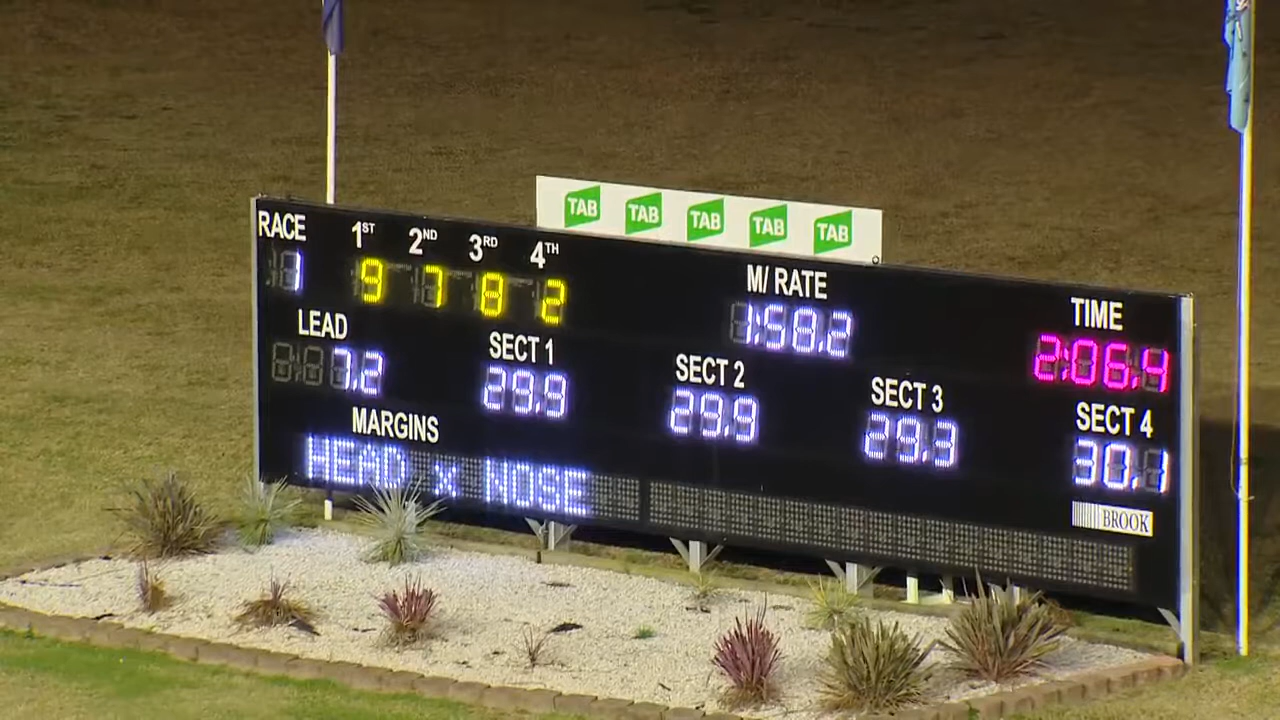 TAB TAB TAB TAB TAB
RACE 1ST 2ND 3RD 4TH
1 9 7 8 2
M/ RATE
1:58.2
TIME
2:06.4
LEAD
7.2
SECT 1
29.9
SECT 2
29.9
SECT 3
29.3
SECT 4
30.1
MARGINS
HEAD x NOSE
BROOK